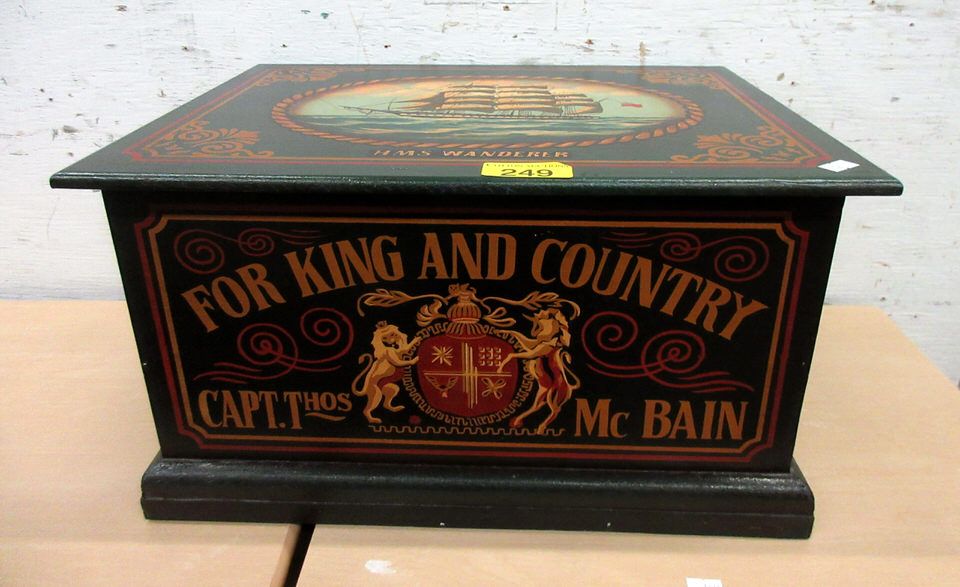 H.M.S WANDERER
249
FOR KING AND COUNTRY
CAPT. Thos Mc BAIN